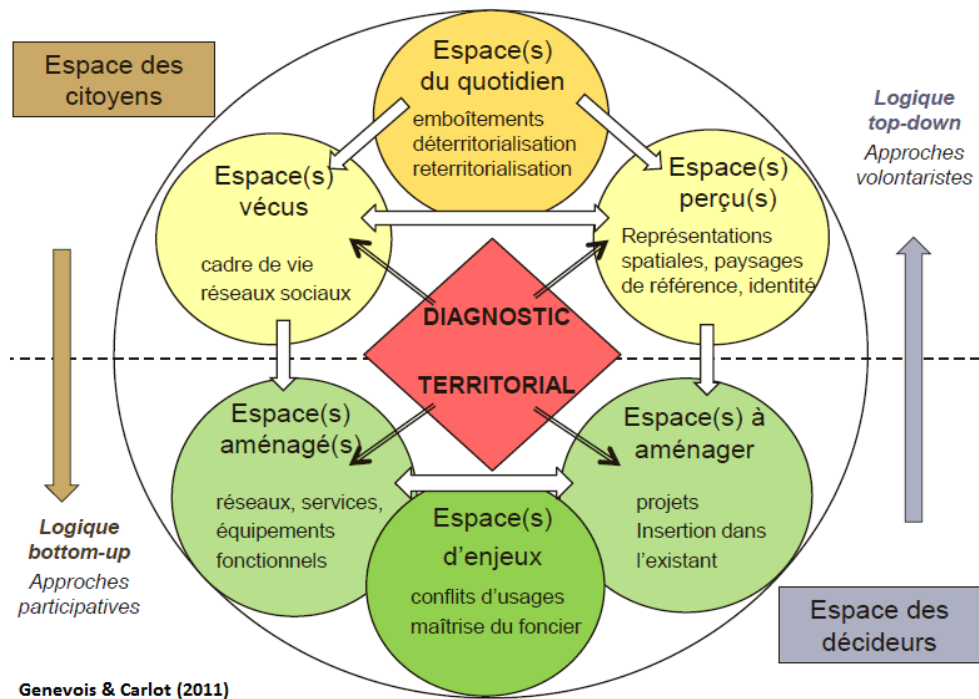 Espace des
citoyens
Espace(s)
du quotidien
emboîtements
déterritorialisation
reterritorialisation
Logique
top-down
Approches
volontaristes
Espace(s)
vécus
cadre de vie
réseaux sociaux
Espace(s)
perçu(s)
Représentations
spatiales, paysages
de référence, identité
DIAGNOSTIC
TERRITORIAL
Espace(s)
aménagé(s)
réseaux, services,
équipements
fonctionnels
Espace(s) à
aménager
projets
Insertion dans
l'existant
Espace(s)
d'enjeux
conflits d'usages
maîtrise du foncier
Logique
bottom-up
Approches
participatives
Espace des
décideurs
Genevois & Carlot (2011)